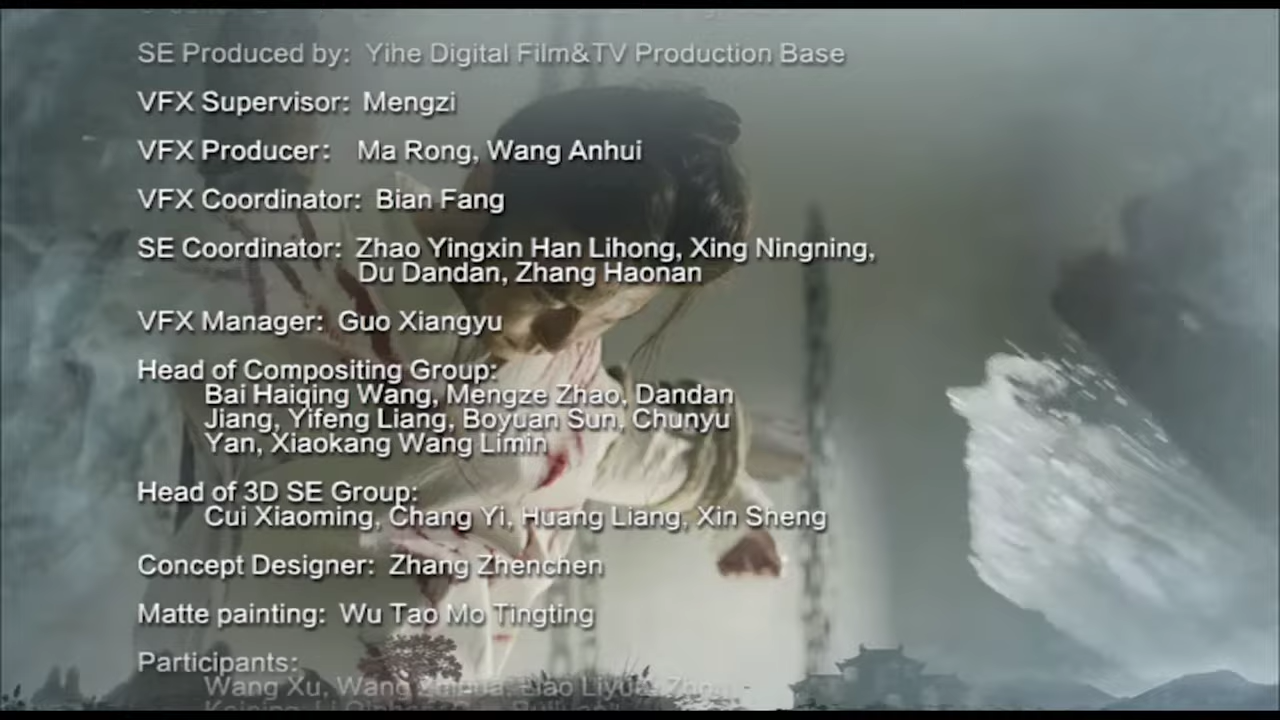 SE Produced by: Yihe Digital Film&TV Production Base
VFX Supervisor: Mengzi
VFX Producer: Ma Rong, Wang Anhui
VFX Coordinator: Bian Fang
SE Coordinator: Zhao Yingxin Han Lihong, Xing Ningning,
Du Dandan, Zhang Haonan
VFX Manager: Guo Xiangyu
Head of Compositing Group:
Bai Haiqing Wang, Mengze Zhao, Dandan
Jiang, Yifeng Liang, Boyuan Sun, Chunyu
Yan, Xiaokang Wang Limin
Head of 3D SE Group:
Cui Xiaoming, Chang Yi, Huang Liang, Xin Sheng
Concept Designer: Zhang Zhenchen
Matte painting: Wu Tao Mo Tingting
Participants:
Wang Xu, Wang